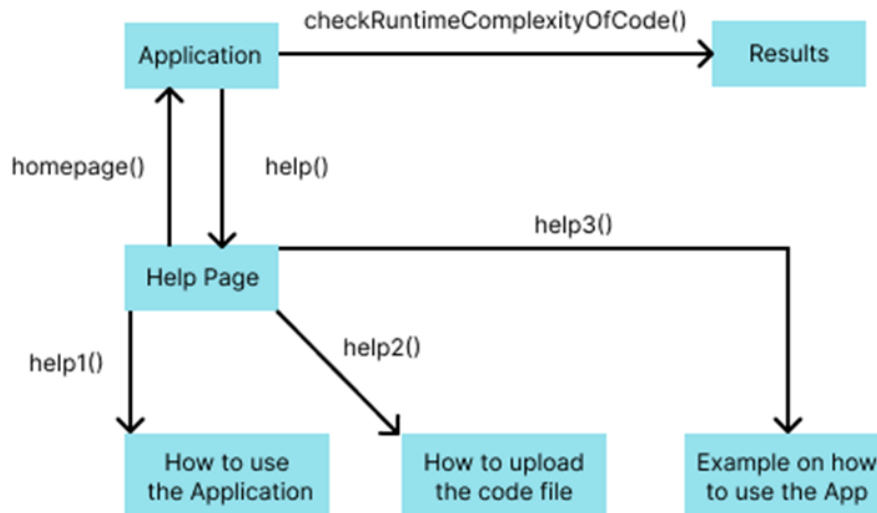 checkRuntimeComplexityOfCode()
Application
Results
homepage()
help()
help3()
Help Page
help2()
help1()
How to use
the Application
How to upload
the code file
Example on how
to use the App